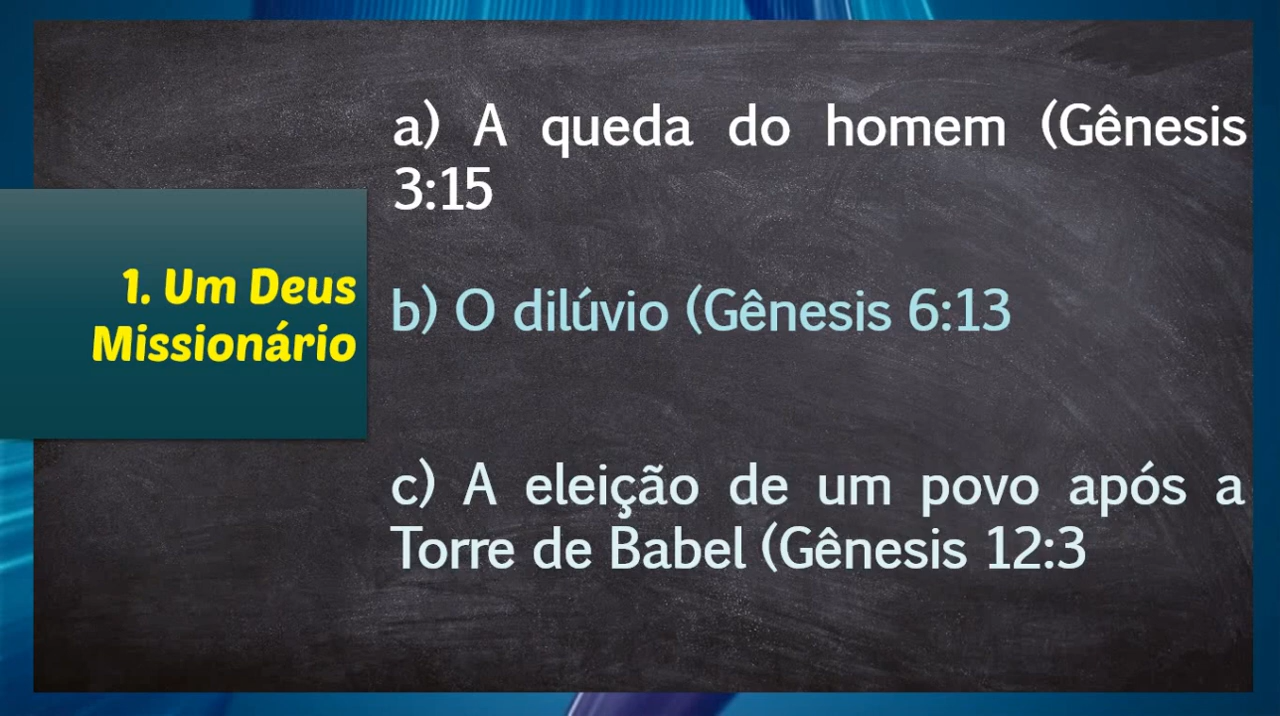 1. Um Deus
Missionário
a) A queda do homem (Gênesis
3:15
b) O dilúvio (Gênesis 6:13
c) A eleição de um povo após a
Torre de Babel (Gênesis 12:3